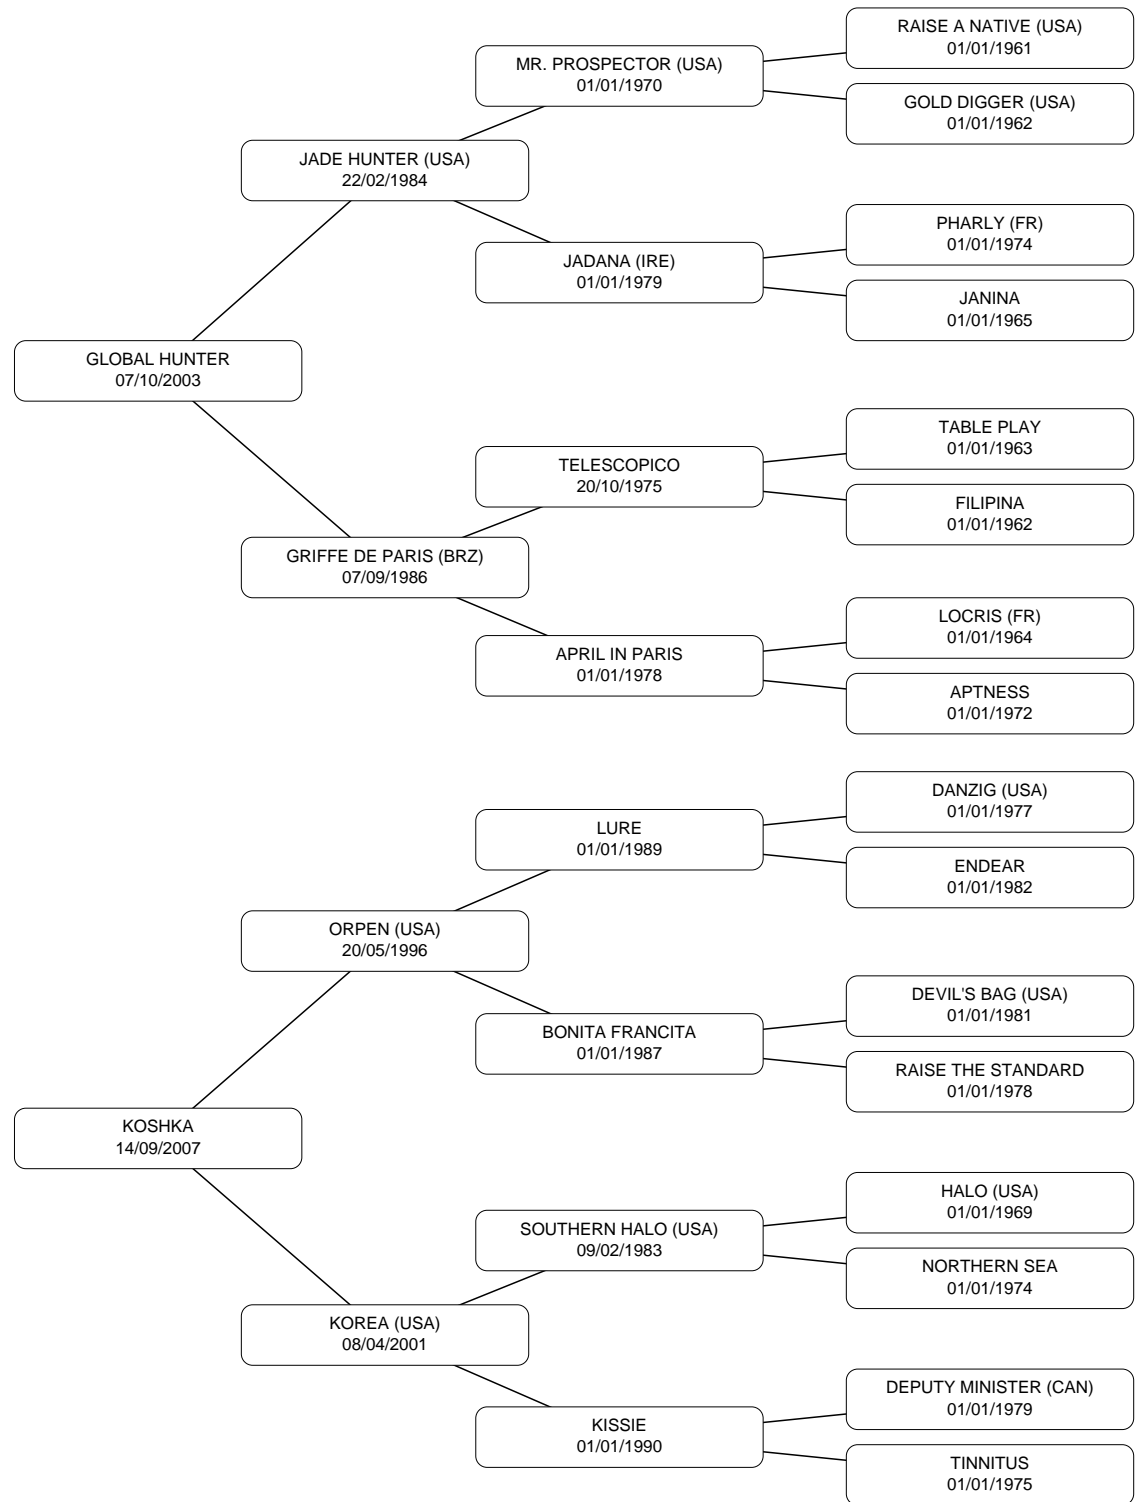 RAISE A NATIVE (USA)
01/01/1961
MR. PROSPECTOR (USA)
01/01/1970
GOLD DIGGER (USA)
01/01/1962
JADE HUNTER (USA)
22/02/1984
PHARLY (FR)
01/01/1974
JADANA (IRE)
01/01/1979
JANINA
01/01/1965
GLOBAL HUNTER
07/10/2003
TABLE PLAY
01/01/1963
TELESCOPICO
20/10/1975
FILIPINA
01/01/1962
GRIFFE DE PARIS (BRZ)
07/09/1986
LOCRIS (FR)
01/01/1964
APRIL IN PARIS
01/01/1978
APTNESS
01/01/1972
DANZIG (USA)
01/01/1977
LURE
01/01/1989
ENDEAR
01/01/1982
ORPEN (USA)
20/05/1996
DEVIL'S BAG (USA)
01/01/1981
BONITA FRANCITA
01/01/1987
RAISE THE STANDARD
01/01/1978
KOSHKA
14/09/2007
HALO (USA)
01/01/1969
SOUTHERN HALO (USA)
09/02/1983
NORTHERN SEA
01/01/1974
KOREA (USA)
08/04/2001
DEPUTY MINISTER (CAN)
01/01/1979
KISSIE
01/01/1990
TINNITUS
01/01/1975